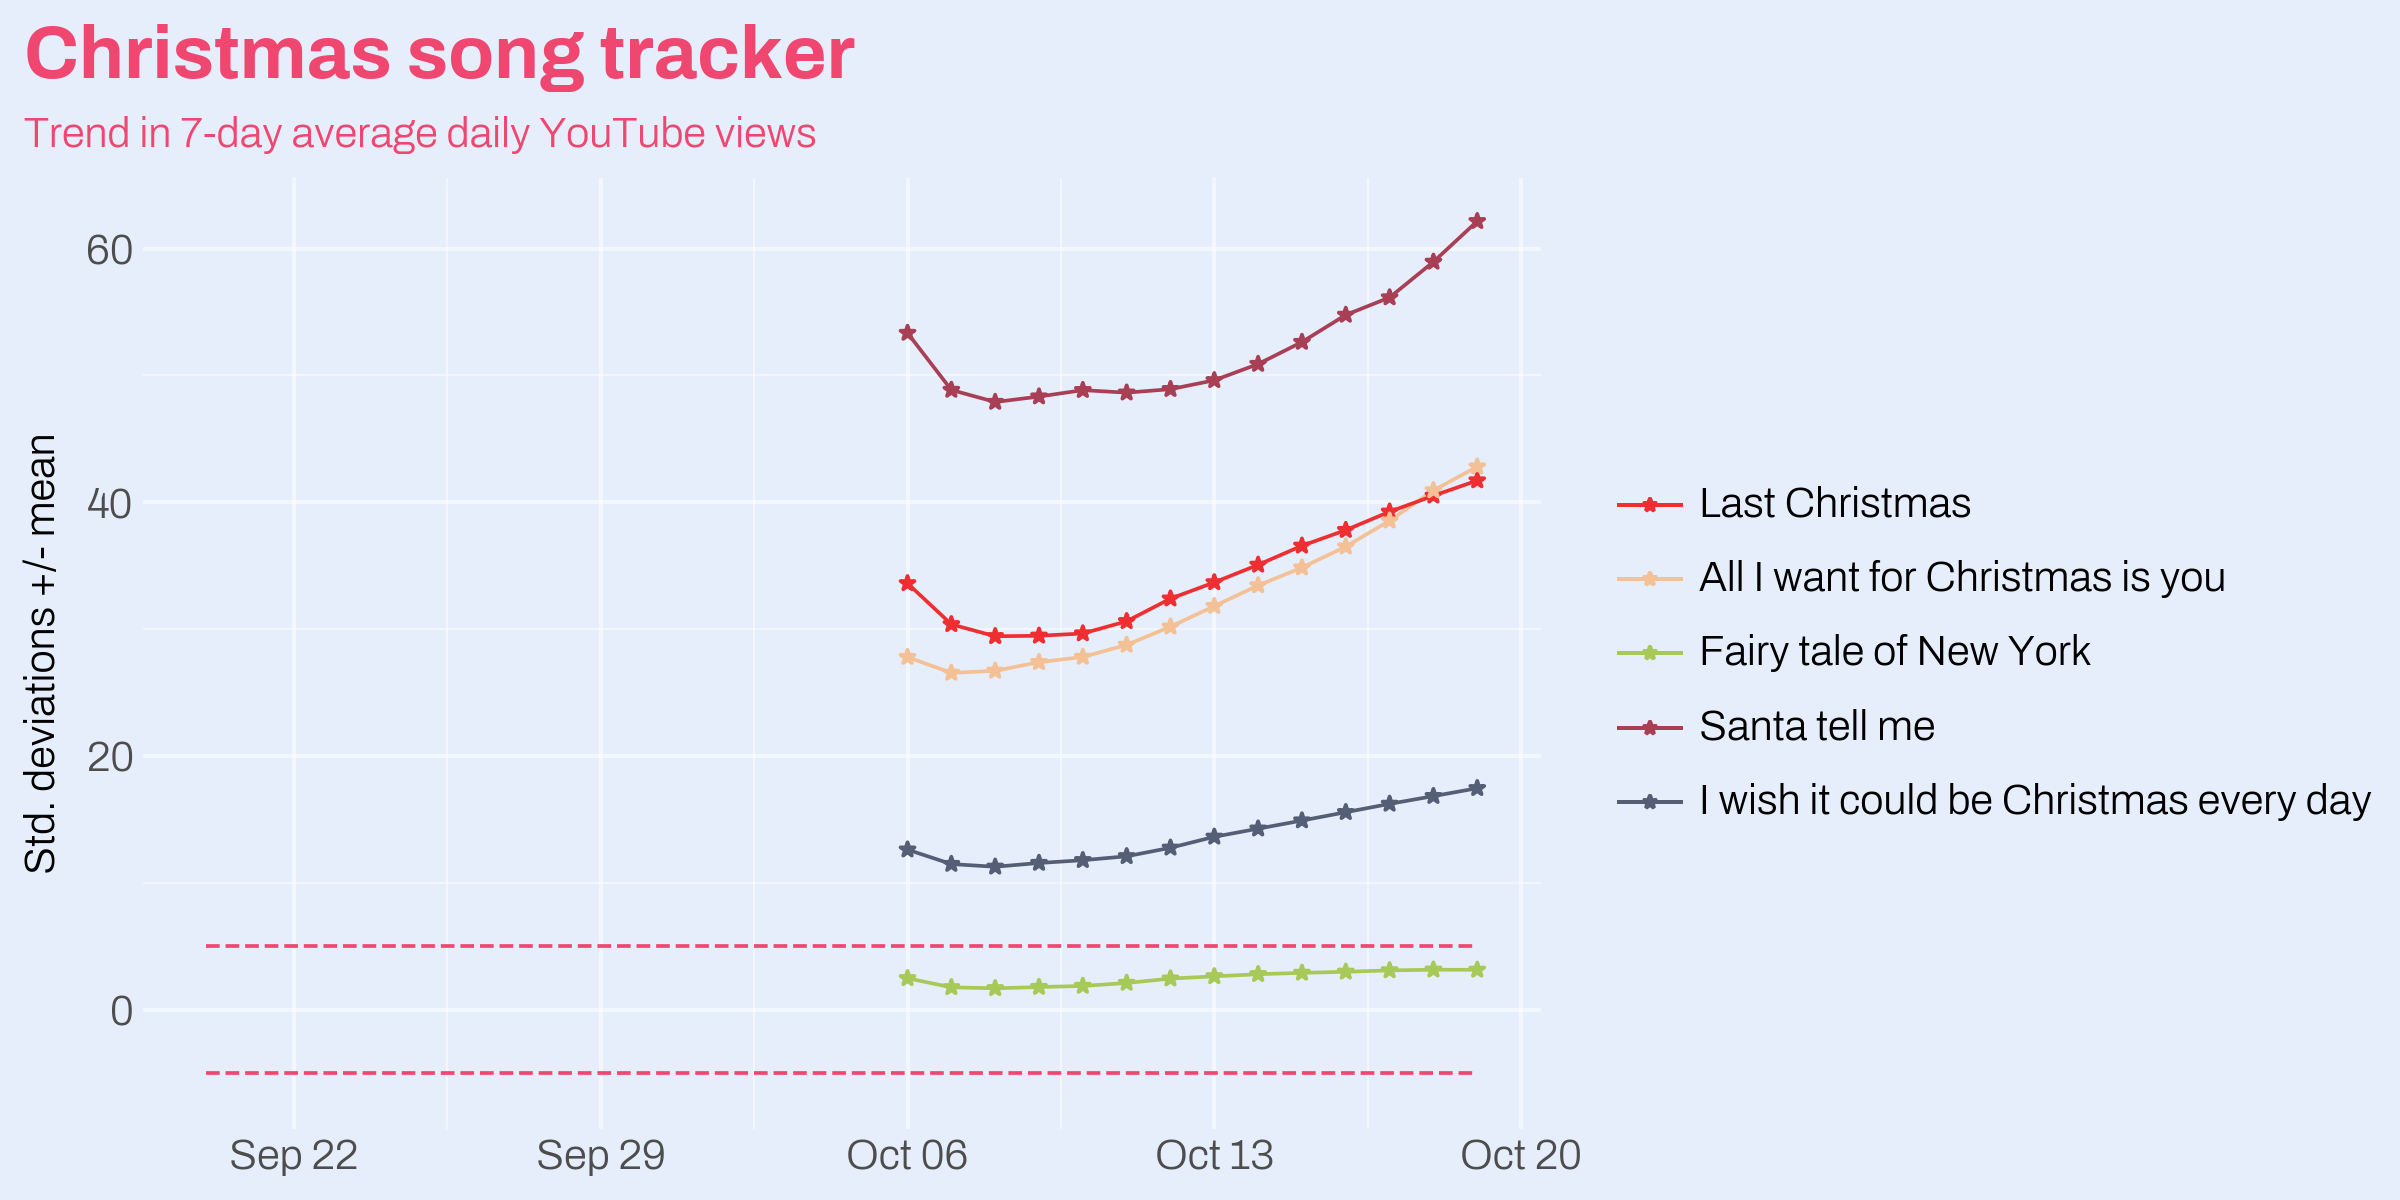 Christmas song tracker
Trend in 7-day average daily YouTube views
Std. deviations +/- mean
60
40
20
0
Sep 22
Sep 29
Oct 06
Oct 13
Oct 20
Last Christmas
All I want for Christmas is you
Fairy tale of New York
Santa tell me
I wish it could be Christmas every day